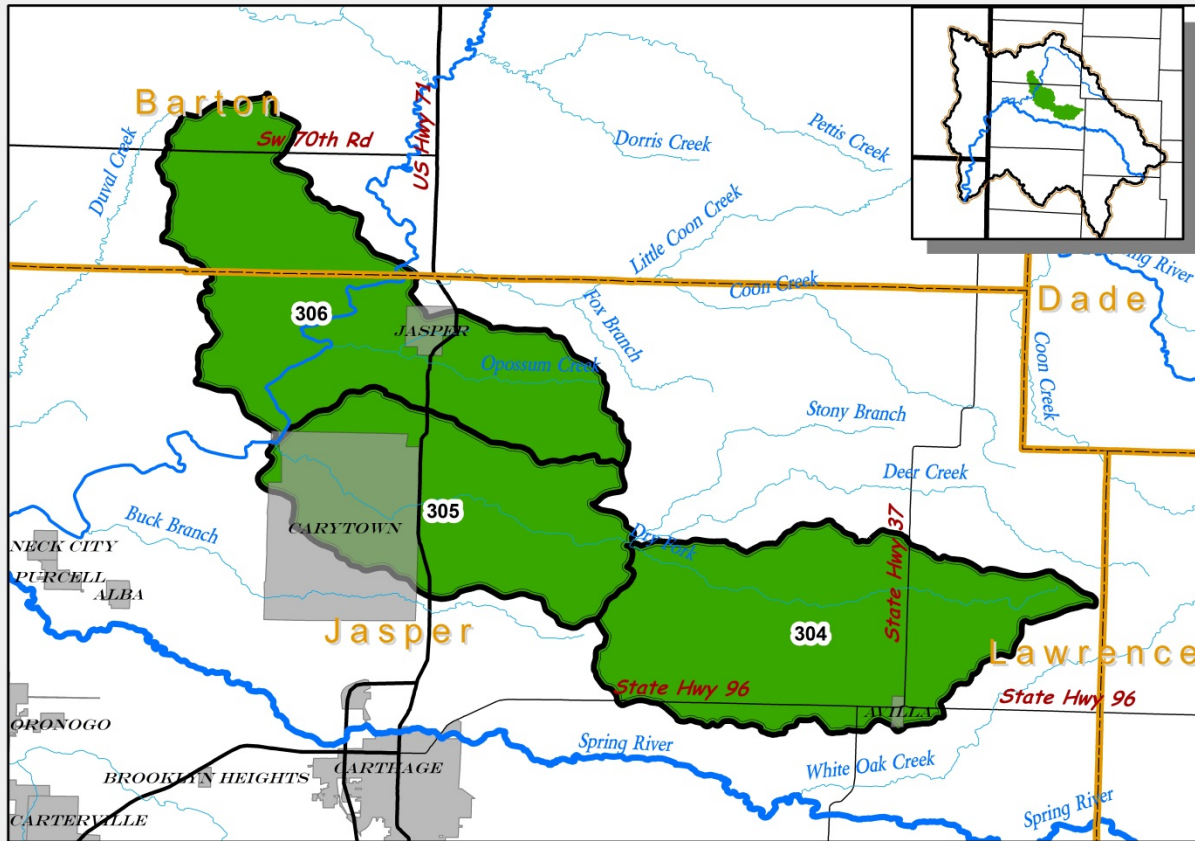 Barton
Sw 70th Rd
US Hwy 71
Duval Creek
Dorris Creek
Pettis Creek
Little Coon Creek
Coon Creek
Spring River
Dade
306
JASPER
Fox Branch
Opossum Creek
Coon Creek
Stony Branch
Deer Creek
305
CARYTOWN
Buck Branch
Dry Fork
State Hwy 37
NECK CITY
PURCELL
ALBA
Jasper
304
Lawrence
State Hwy 96
State Hwy 96
AVILLA
ORONOGO
Spring River
BROOKLYN HEIGHTS
CARTHAGE
White Oak Creek
CARTERVILLE
Spring River